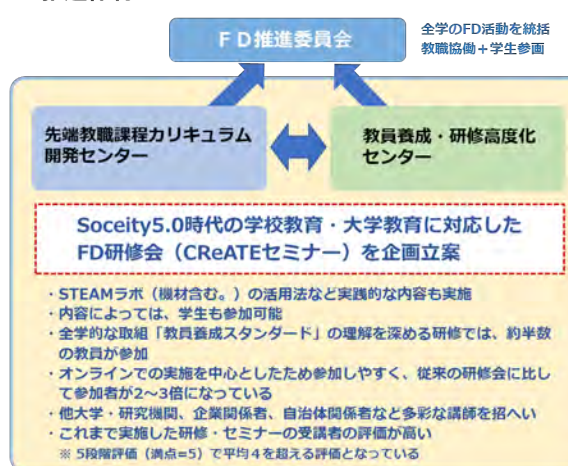 FD推進委員会
全学のFD活動を統括
教職協働+学生参画
先端教職課程カリキュラム
開発センター
教員養成・研修高度化
センター
Soceity5.0時代の学校教育・大学教育に対応した
FD研修会（CReATEセミナー）を企画立案
・STEAMラボ（機材含む。）の活用法など実践的な内容も実施
・内容によっては、学生も参加可能
・全学的な取組「教員養成スタンダード」の理解を深める研修では、約半数
の教員が参加
・オンラインでの実施を中心としたため参加しやすく、従来の研修会に比し
て参加者が2～3倍になっている
・他大学・研究機関、企業関係者、自治体関係者など多彩な講師を招へい
・これまで実施した研修・セミナーの受講者の評価が高い
※ 5段階評価（満点=5）で平均４を超える評価となっている